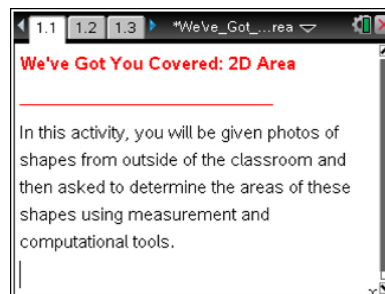 1.1 1.2 1.3 *We've_Got_...rea
We've Got You Covered: 2D Area
In this activity, you will be given photos of
shapes from outside of the classroom and
then asked to determine the areas of these
shapes using measurement and
computational tools.